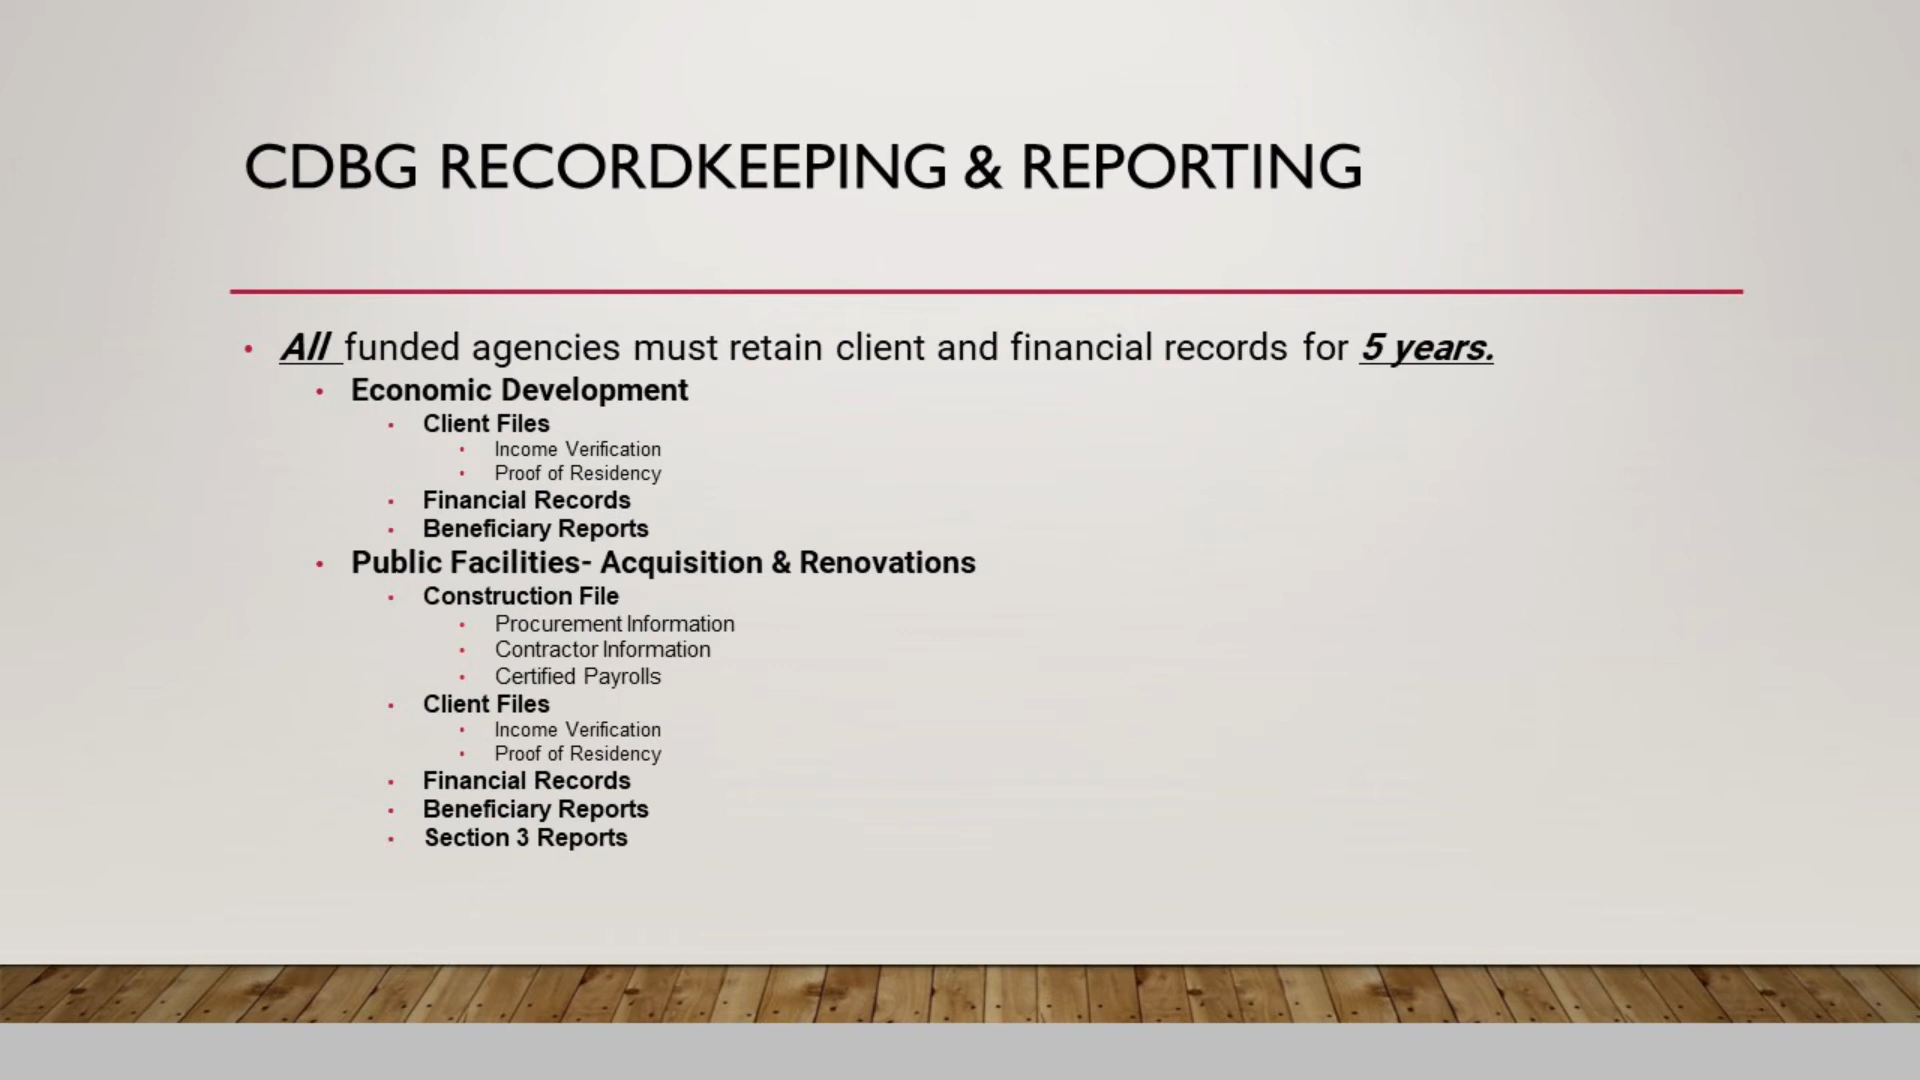 CDBG RECORDKEEPING & REPORTING
• All funded agencies must retain client and financial records for 5 years.
• Economic Development
• Client Files
• Income Verification
• Proof of Residency
• Financial Records
• Beneficiary Reports
• Public Facilities- Acquisition & Renovations
• Construction File
• Procurement Information
• Contractor Information
• Certified Payrolls
• Client Files
• Income Verification
• Proof of Residency
• Financial Records
• Beneficiary Reports
• Section 3 Reports